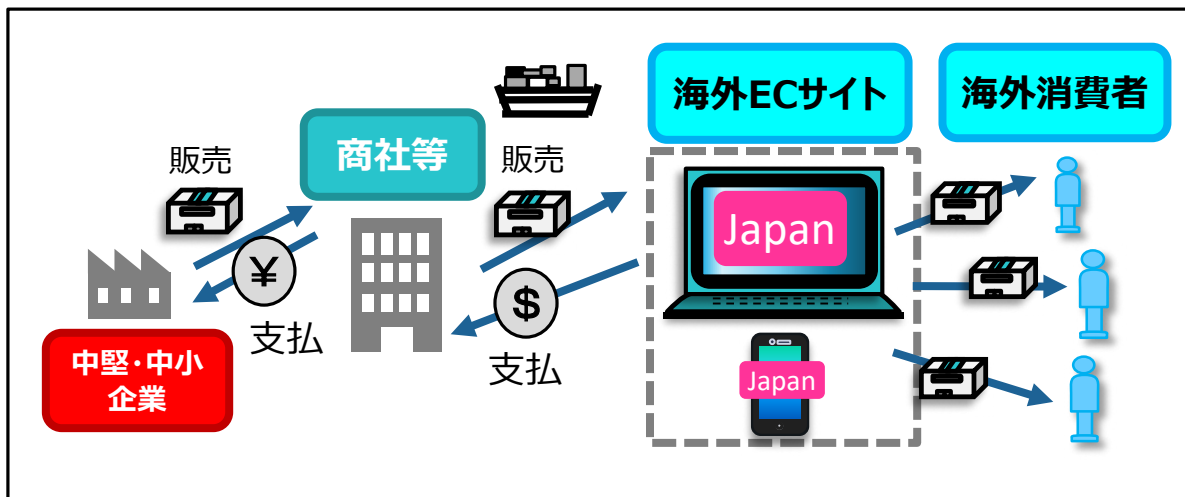 海外ECサイト
海外消費者
商社等
販売
販売
Japan
¥
$
支払
支払
中堅・中小
企業
Japan